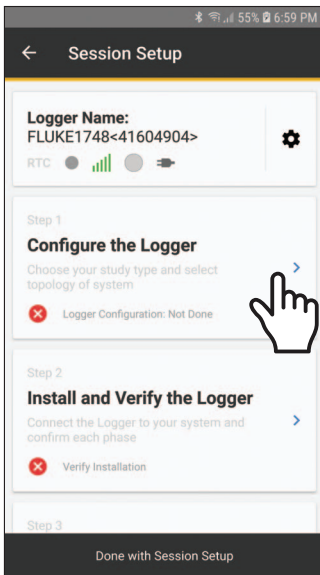 55% 6:59 PM
Session Setup
Logger Name:
FLUKE1748<41604904>
RTC
Step 1
Configure the Logger
Choose your study type and select
topology of system
Logger Configuration: Not Done
Step 2
Install and Verify the Logger
Connect the Logger to your system and
confirm each phase
Verify Installation
Step 3
Done with Session Setup